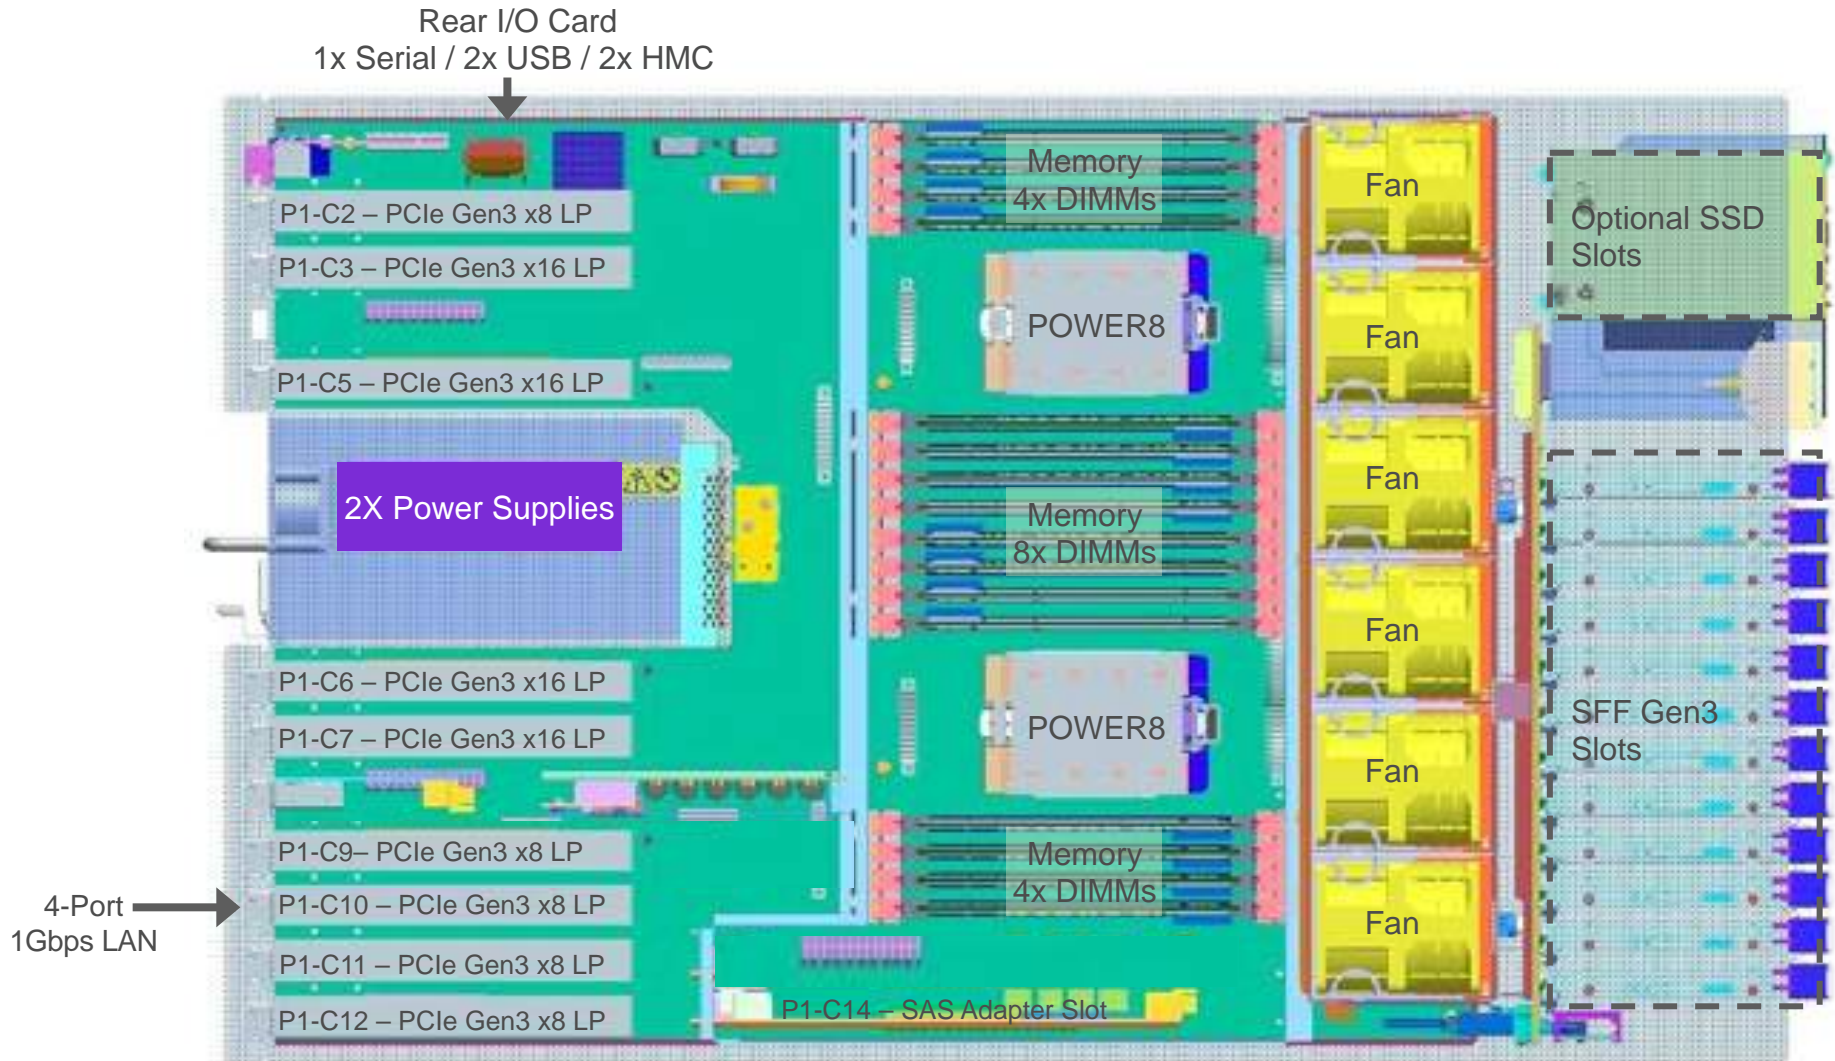 Rear I/O Card
1x Serial / 2x USB / 2x HMC
P1-C2 – PCIe Gen3 x8 LP
P1-C3 – PCIe Gen3 x16 LP
P1-C5 – PCIe Gen3 x16 LP
2X Power Supplies
P1-C6 – PCIe Gen3 x16 LP
P1-C7 – PCIe Gen3 x16 LP
P1-C9– PCIe Gen3 x8 LP
P1-C10 – PCIe Gen3 x8 LP
P1-C11 – PCIe Gen3 x8 LP
P1-C12 – PCIe Gen3 x8 LP
4-Port
1Gbps LAN
P1-C14 – SAS Adapter Slot
Memory
4x DIMMs
POWER8
Memory
8x DIMMs
POWER8
Memory
4x DIMMs
Fan
Fan
Fan
Fan
Fan
Fan
Optional SSD
Slots
SFF Gen3
Slots